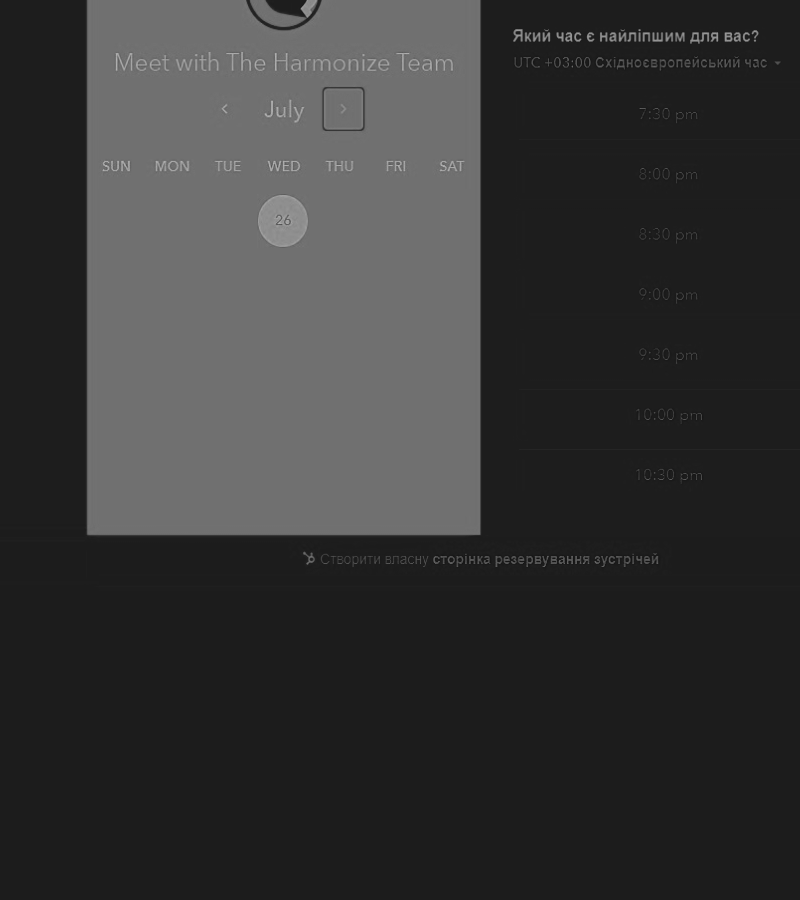 Meet with The Harmonize Team
July
SUN MON TUE WED THU FRI SAT
26
Який час є найліпшим для вас?
UTC +03:00 Східноєвропейський час
7:30 pm
8:00 pm
8:30 pm
9:00 pm
9:30 pm
10:00 pm
10:30 pm
Створити власну сторінка резервування зустрічей